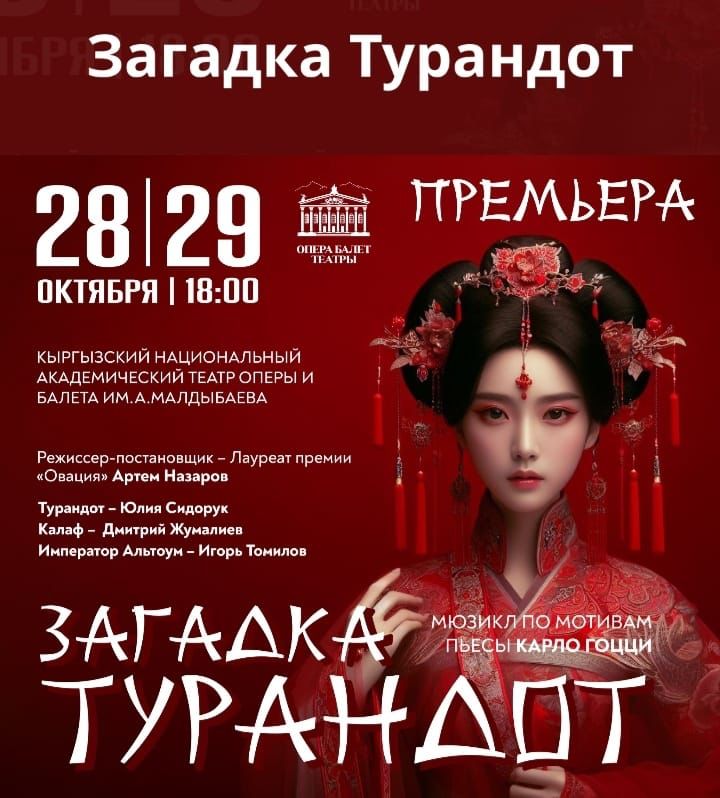 Загадка Турандот
28|29
ОКТЯБРЯ | 18:00
ОПЕРА БАЛЕТ
ТЕАТРЫ
ПРЕМЬЕРА
КЫРГЫЗСКИЙ НАЦИОНАЛЬНЫЙ
АКАДЕМИЧЕСКИЙ ТЕАТР ОПЕРЫ И
БАЛЕТА ИМ.А.МАЛДЫБАЕВА
Режиссер-постановщик – Лауреат премии
«Овация» Артем Назаров
Турандот – Юлия Сидорук
Калаф – Дмитрий Жумалиев
Император Альтоум – Игорь Томилов
МЮЗИКЛ ПО МОТИВАМ
ПЬЕСЫ КАРЛО ГОЦЦИ
ЗАГАДКА
ТУРАНДОТ